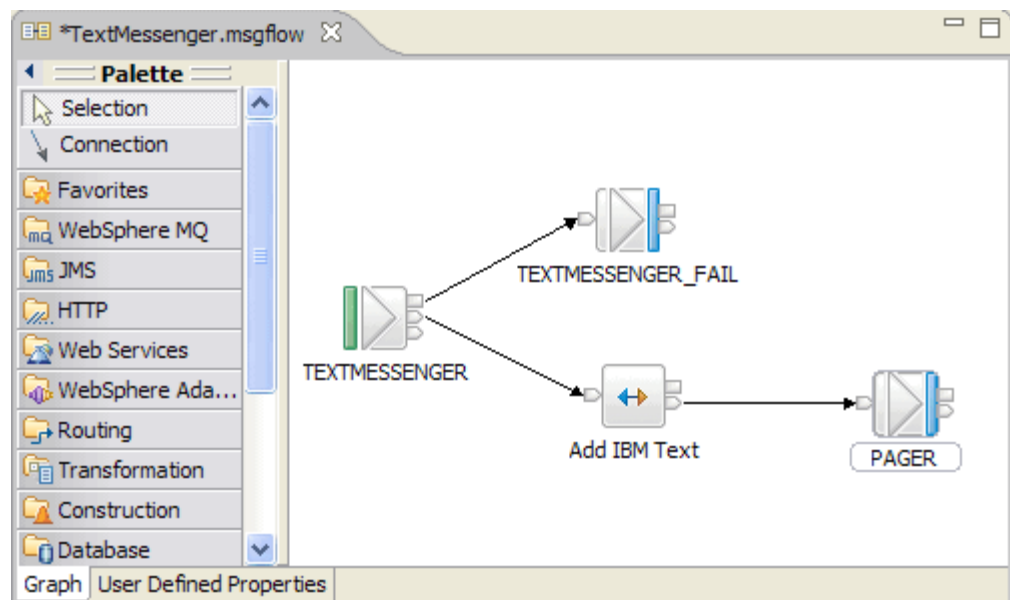 *TextMessenger.msgflow
Palette
Selection
Connection
Favorites
WebSphere MQ
JMS
HTTP
Web Services
WebSphere Ada...
Routing
Transformation
Construction
Database
TEXTMESSENGER_FAIL
TEXTMESSENGER
Add IBM Text
PAGER
Graph
User Defined Properties